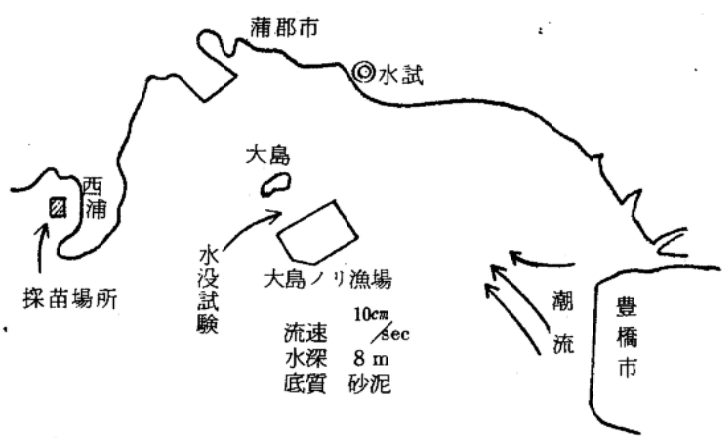 蒲郡市
水試
大島
西浦
採苗場所
水没試験
大島ノリ漁場
流速 10cm/sec
水深 8m
底質 砂泥
潮流
豊橋市